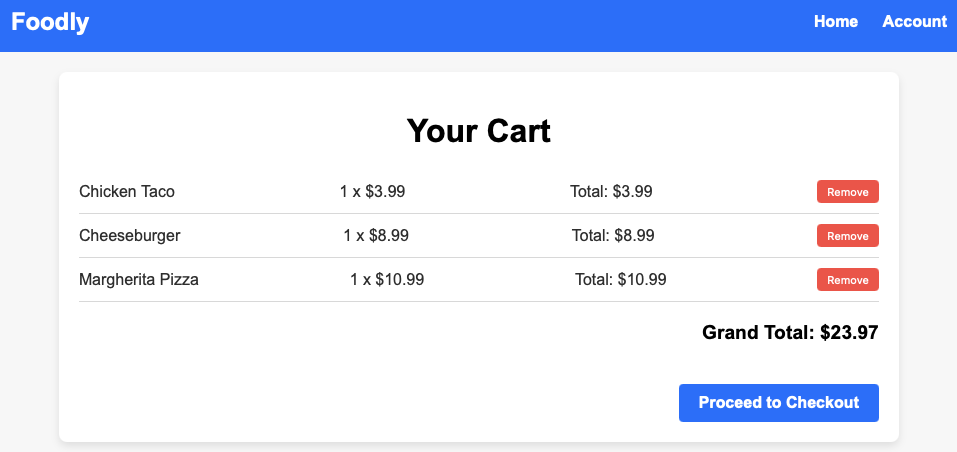 Foodly Home Account
Your Cart
Chicken Taco 1 x $3.99 Total: $3.99 Remove
Cheeseburger 1 x $8.99 Total: $8.99 Remove
Margherita Pizza 1 x $10.99 Total: $10.99 Remove
Grand Total: $23.97
Proceed to Checkout